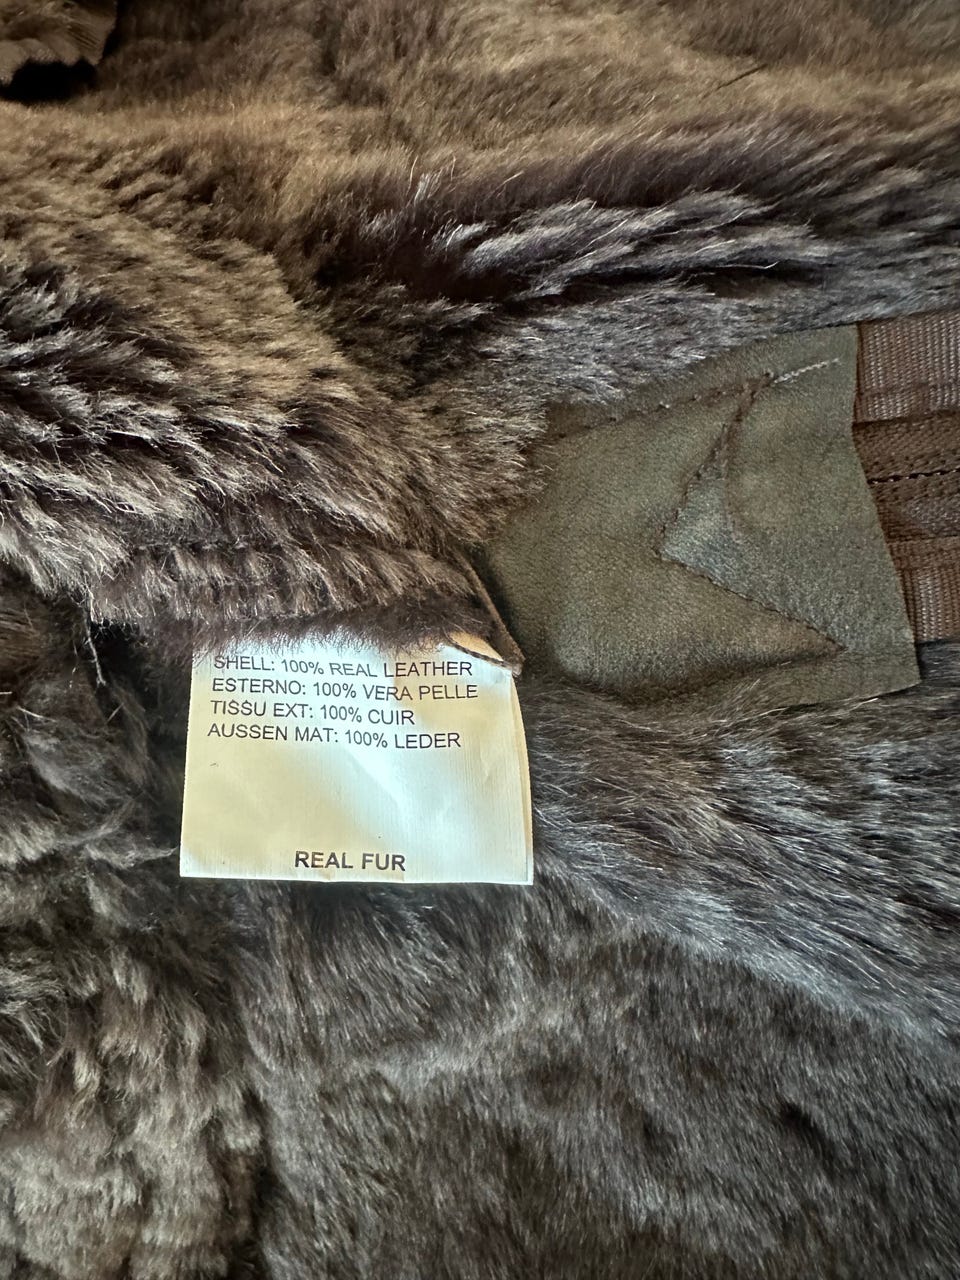 SHELL: 100% REAL LEATHER
ESTERNO: 100% VERA PELLE
TISSU EXT: 100% CUIR
AUSSEN MAT: 100% LEDER
REAL FUR